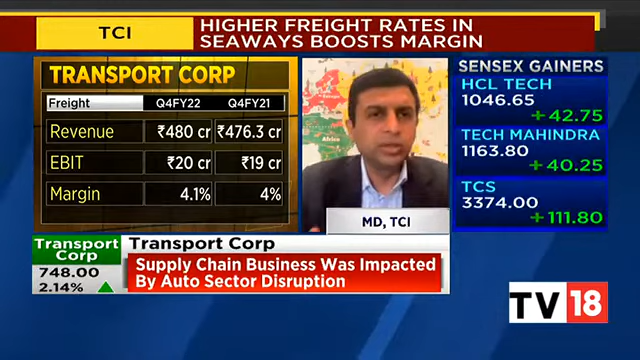 TCI
HIGHER FREIGHT RATES IN
SEAWAYS BOOSTS MARGIN
TRANSPORT CORP
Freight Q4FY22 Q4FY21
Revenue ₹480 cr ₹476.3 cr
EBIT ₹20 cr ₹19 cr
Margin 4.1% 4%
MD, TCI
SENSEX GAINERS
HCL TECH
1046.65
+42.75
TECH MAHINDRA
1163.80
+40.25
TCS
3374.00
+111.80
Transport
Corp
748.00
2.14%
Transport Corp
Supply Chain Business Was Impacted
By Auto Sector Disruption
TV 18